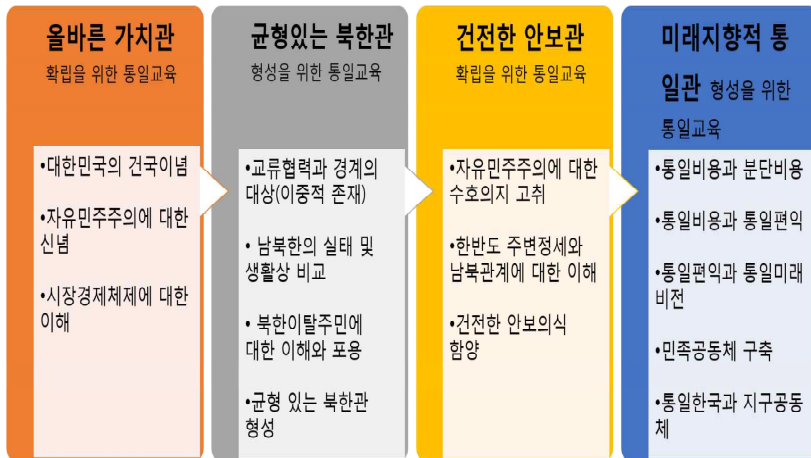 올바른 가치관
확립을 위한 통일교육
•대한민국의 건국이념
•자유민주주의에 대한
신념
•시장경제체제에 대한
이해
균형있는 북한관
형성을 위한 통일교육
•교류협력과 경계의
대상(이중적 존재)
• 남북한의 실태 및
생활상 비교
• 북한이탈주민에
대한 이해와 포용
•균형 있는 북한관
형성
건전한 안보관
확립을 위한 통일교육
•자유민주주의에 대한
수호의지 고취
•한반도 주변정세와
남북관계에 대한 이해
•건전한 안보의식
함양
미래지향적 통
일관 형성을 위한
통일교육
•통일비용과 분단비용
•통일비용과 통일편익
•통일편익과 통일미래
비전
•민족공동체 구축
•통일한국과 지구공동
체